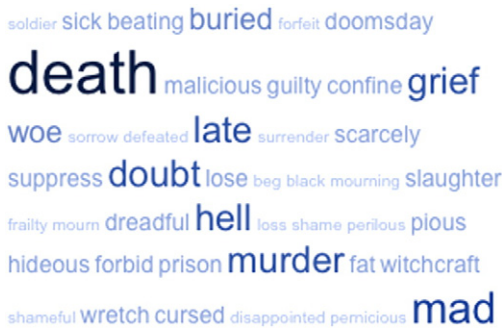 soldier sick beating buried forfeit doomsday
death malicious guilty confine grief
woe sorrow defeated late surrender scarcely
suppress doubt lose beg black mourning slaughter
frailty mourn dreadful hell loss shame perilous pious
hideous forbid prison murder fat witchcraft
shameful wretch cursed disappointed pernicious mad